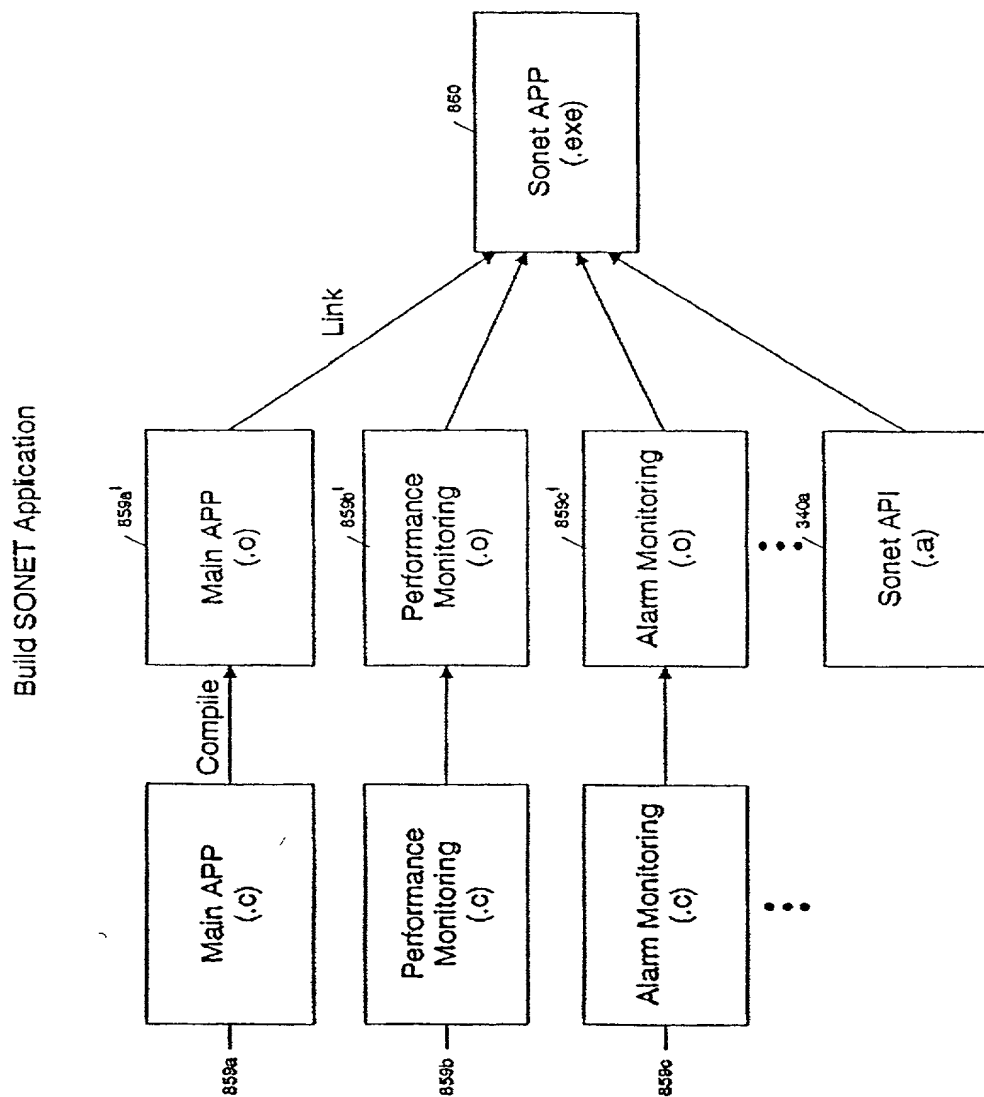 Build SONET Application
859a
Main APP
(.c)
Compile
859a'
Main APP
(.o)
Link
859b
Performance
Monitoring
(.c)
859b'
Performance
Monitoring
(.o)
860
Sonet APP
(.exe)
859c
Alarm Monitoring
(.c)
859c'
Alarm Monitoring
(.o)
340a
Sonet API
(.a)